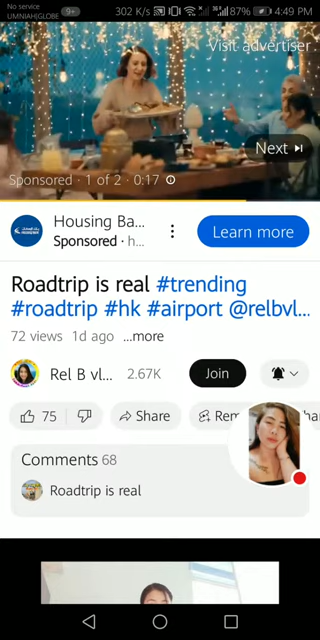 No service
UMNIAH|GLOBE
9+
302 K/s
87%
4:49 PM
Visit advertiser
Next
Sponsored · 1 of 2 · 0:17
Housing Ba...
Sponsored · h...
Learn more
Roadtrip is real #trending
#roadtrip #hk #airport @relbvl...
72 views 1d ago ...more
Rel B vl... 2.67K
Join
75
Share
Rem
Comments 68
Roadtrip is real